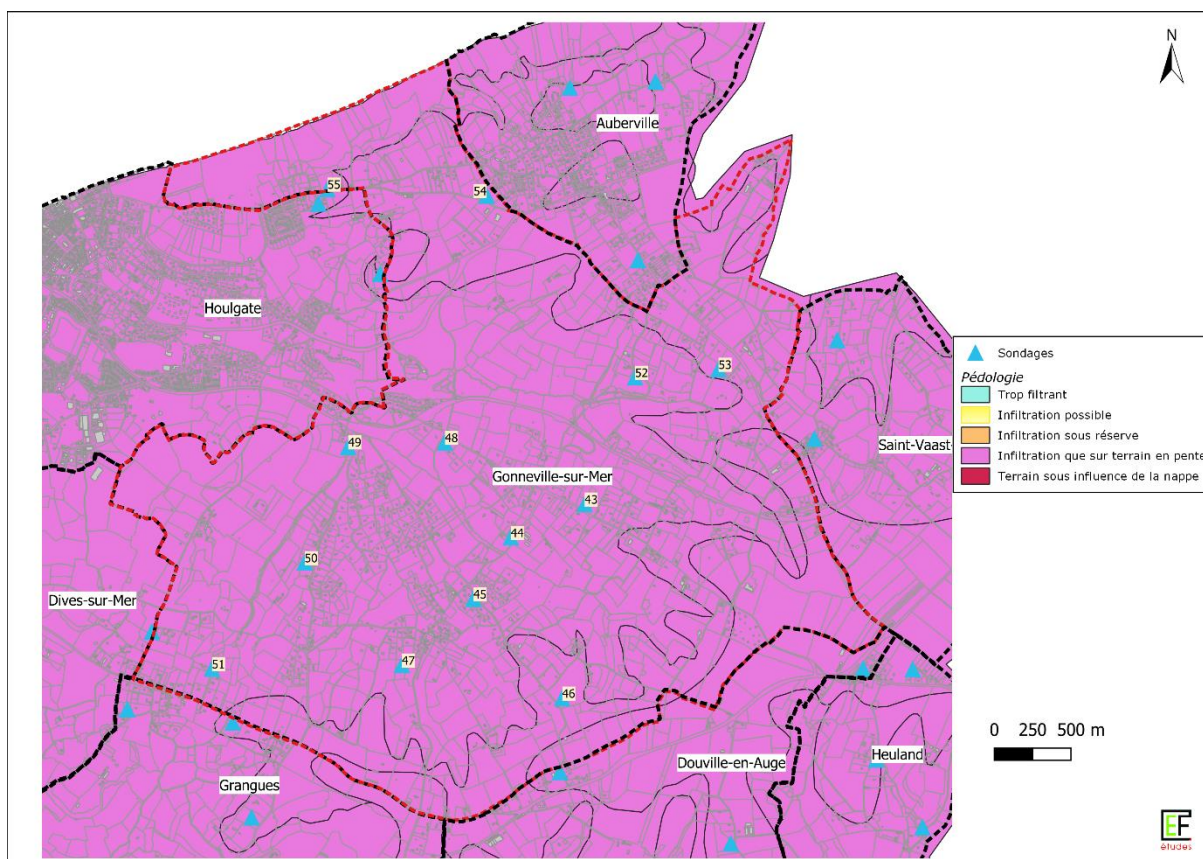 N
Auberville
55
54
Houlgate
52
53
Saint-Vaast-
49
48
Gonneville-sur-Mer
43
44
50
45
Dives-sur-Mer
51
47
46
Douville-en-Auge
Heuland
Grangues
Sondages
Pédologie
Trop filtrant
Infiltration possible
Infiltration sous réserve
Infiltration que sur terrain en pente
Terrain sous influence de la nappe
0 250 500 m
EF
études